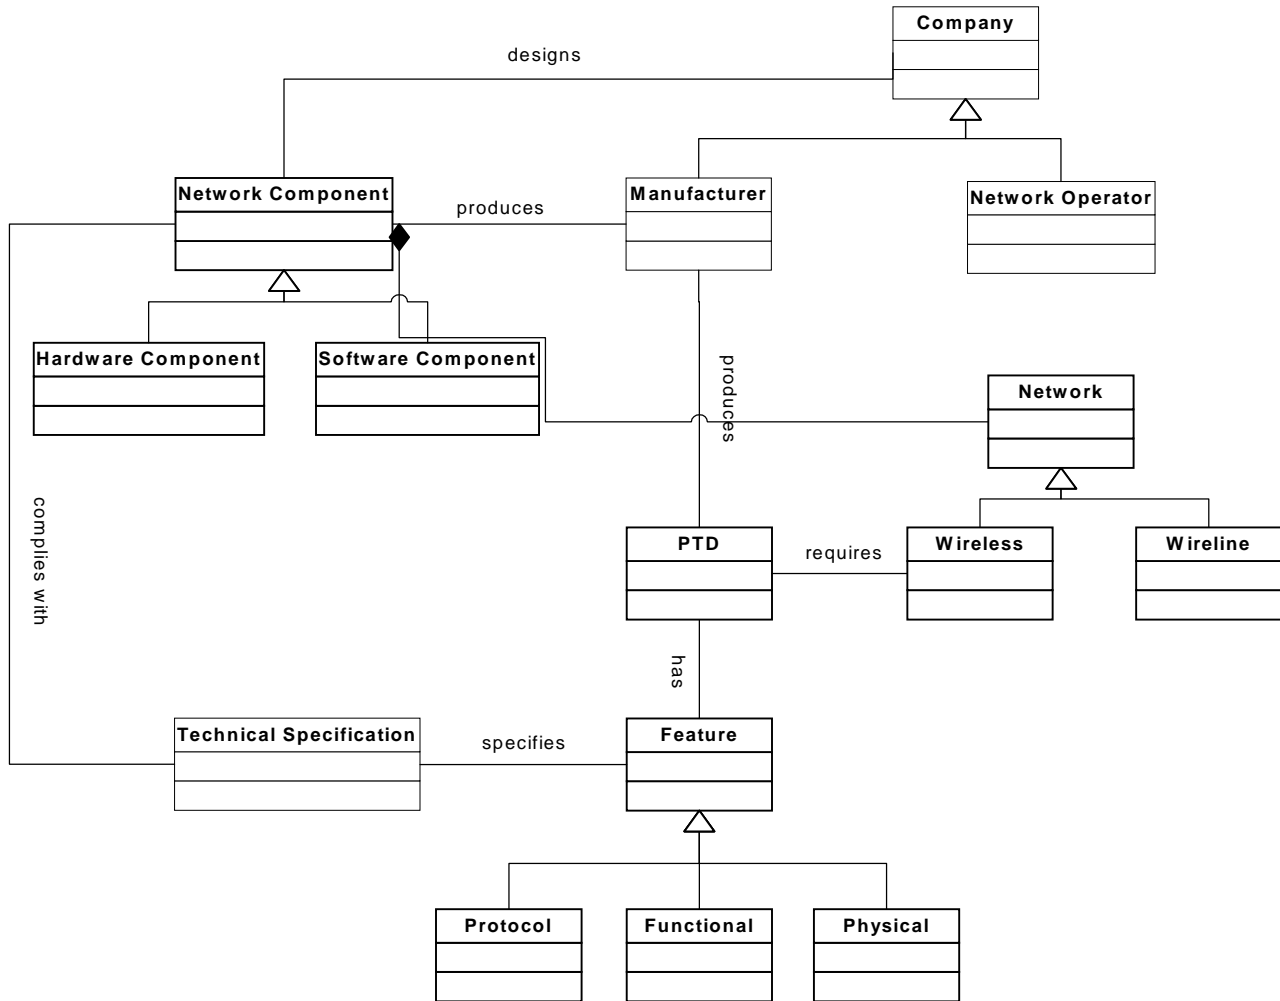 Company
designs
Network Component
produces
Manufacturer
Network Operator
Hardware Component
Software Component
produces
Network
complies with
PTD
requires
Wireless
Wireline
has
Technical Specification
specifies
Feature
Protocol
Functional
Physical